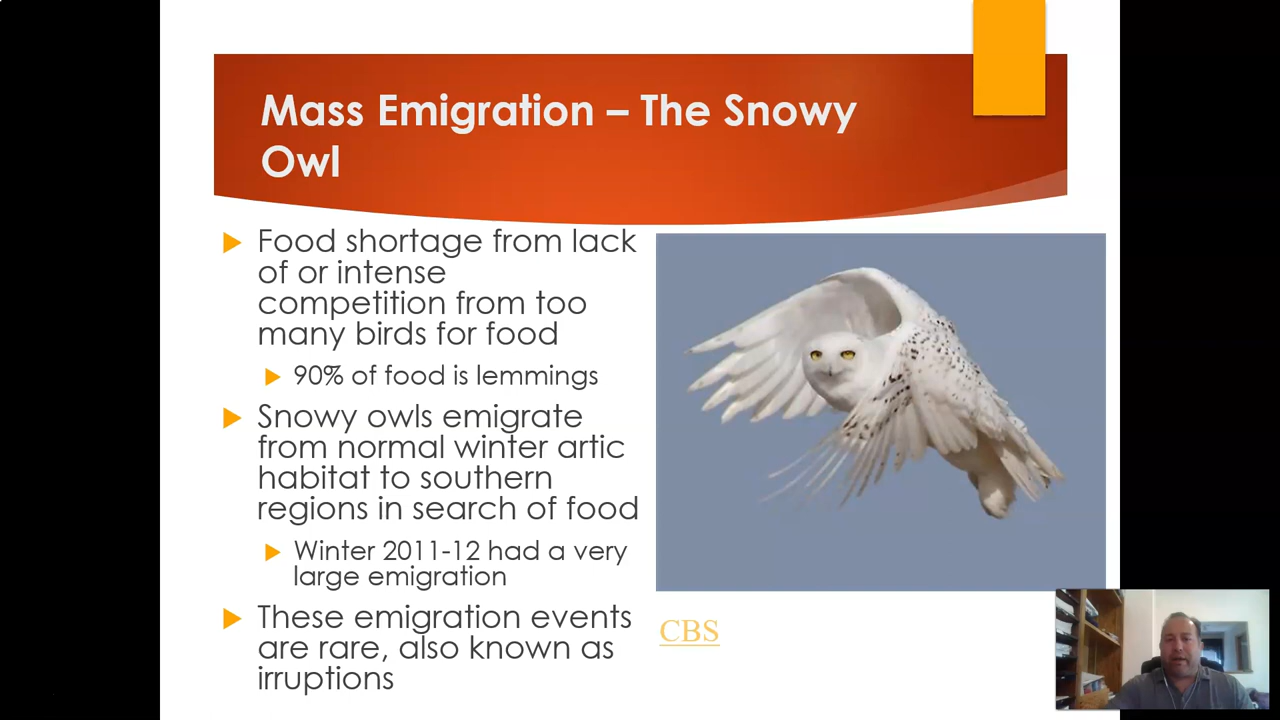 Mass Emigration – The Snowy
Owl
Food shortage from lack
of or intense
competition from too
many birds for food
90% of food is lemmings
Snowy owls emigrate
from normal winter artic
habitat to southern
regions in search of food
Winter 2011-12 had a very
large emigration
These emigration events
are rare, also known as
irruptions
CBS